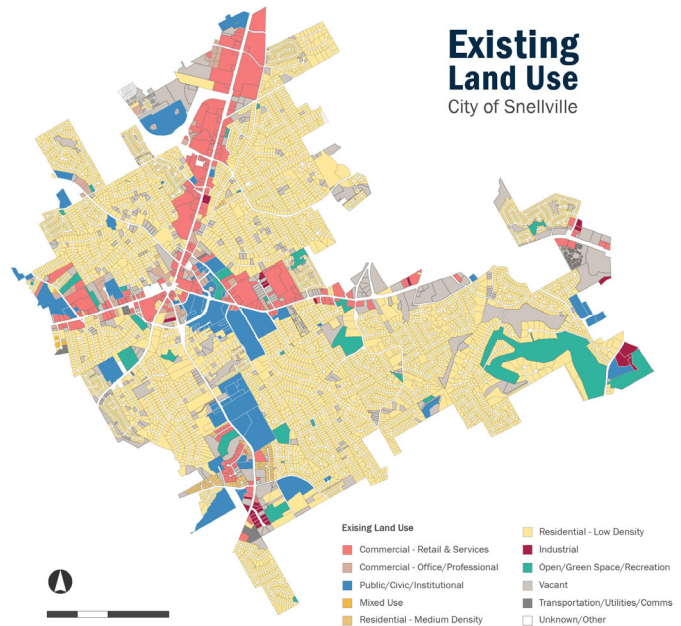 Existing
Land Use
City of Snellville
Exising Land Use
Commercial - Retail & Services
Commercial - Office/Professional
Public/Civic/Institutional
Mixed Use
Residential - Medium Density
Residential - Low Density
Industrial
Open/Green Space/Recreation
Vacant
Transportation/Utilities/Comms
Unknown/Other